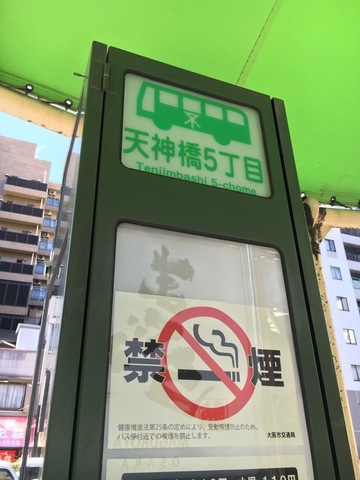 天神橋5丁目
Tenjimbashi 5-chome
禁煙
健康増進法第25条の定めにより、受動喫煙防止のため、
バス停付近での喫煙を禁止します。
大阪市交通局
OSAKA